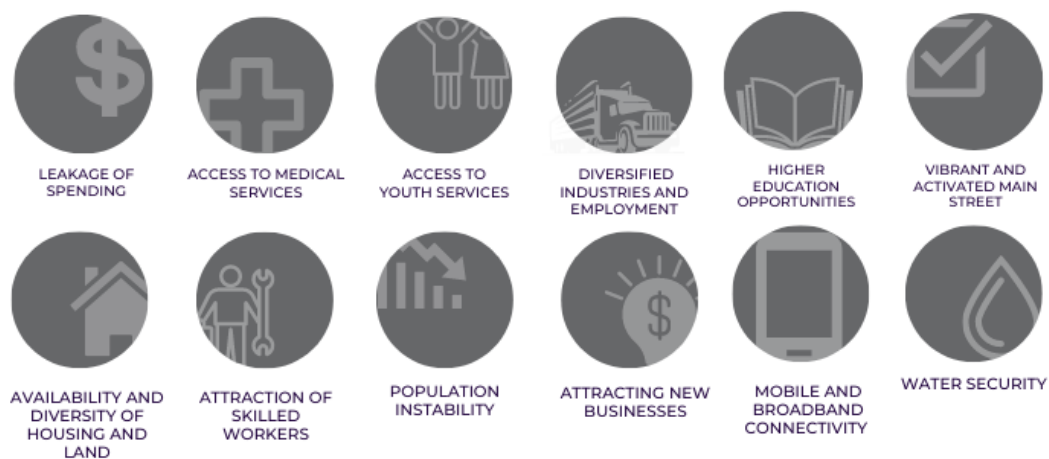 LEAKAGE OF
SPENDING
ACCESS TO MEDICAL
SERVICES
ACCESS TO
YOUTH SERVICES
DIVERSIFIED
INDUSTRIES AND
EMPLOYMENT
HIGHER
EDUCATION
OPPORTUNITIES
VIBRANT AND
ACTIVATED MAIN
STREET
AVAILABILITY AND
DIVERSITY OF
HOUSING AND
LAND
ATTRACTION OF
SKILLED
WORKERS
POPULATION
INSTABILITY
ATTRACTING NEW
BUSINESSES
MOBILE AND
BROADBAND
CONNECTIVITY
WATER SECURITY